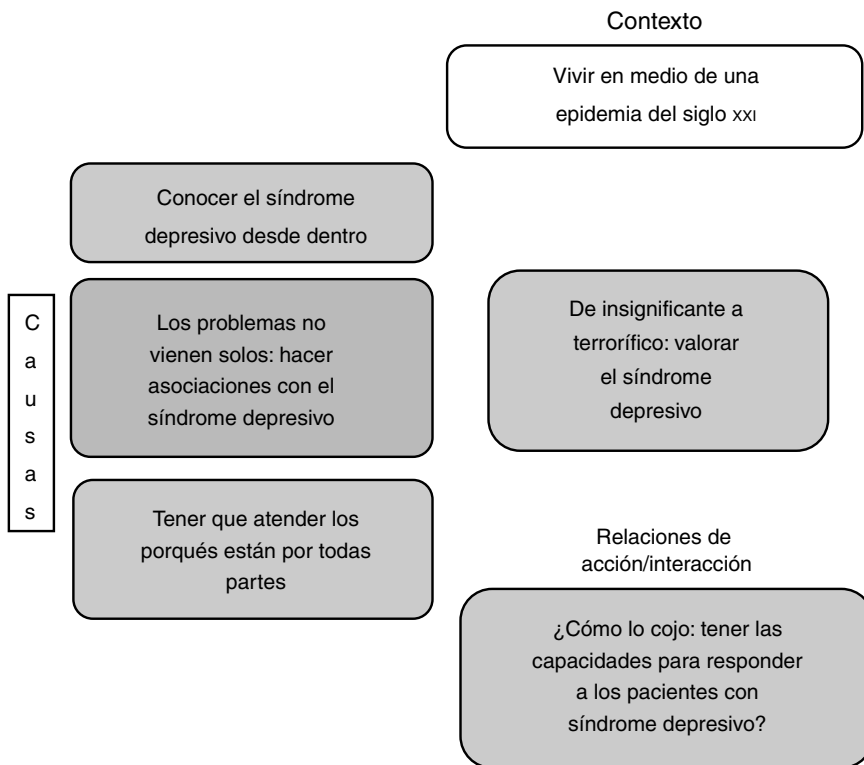 Contexto
Vivir en medio de una
epidemia del siglo XXI
Conocer el síndrome
depresivo desde dentro
Causas
Los problemas no
vienen solos: hacer
asociaciones con el
síndrome depresivo
De insignificante a
terrorífico: valorar
el síndrome
depresivo
Tener que atender los
porqués están por todas
partes
Relaciones de
acción/interacción
¿Cómo lo cojo: tener las
capacidades para responder
a los pacientes con
síndrome depresivo?